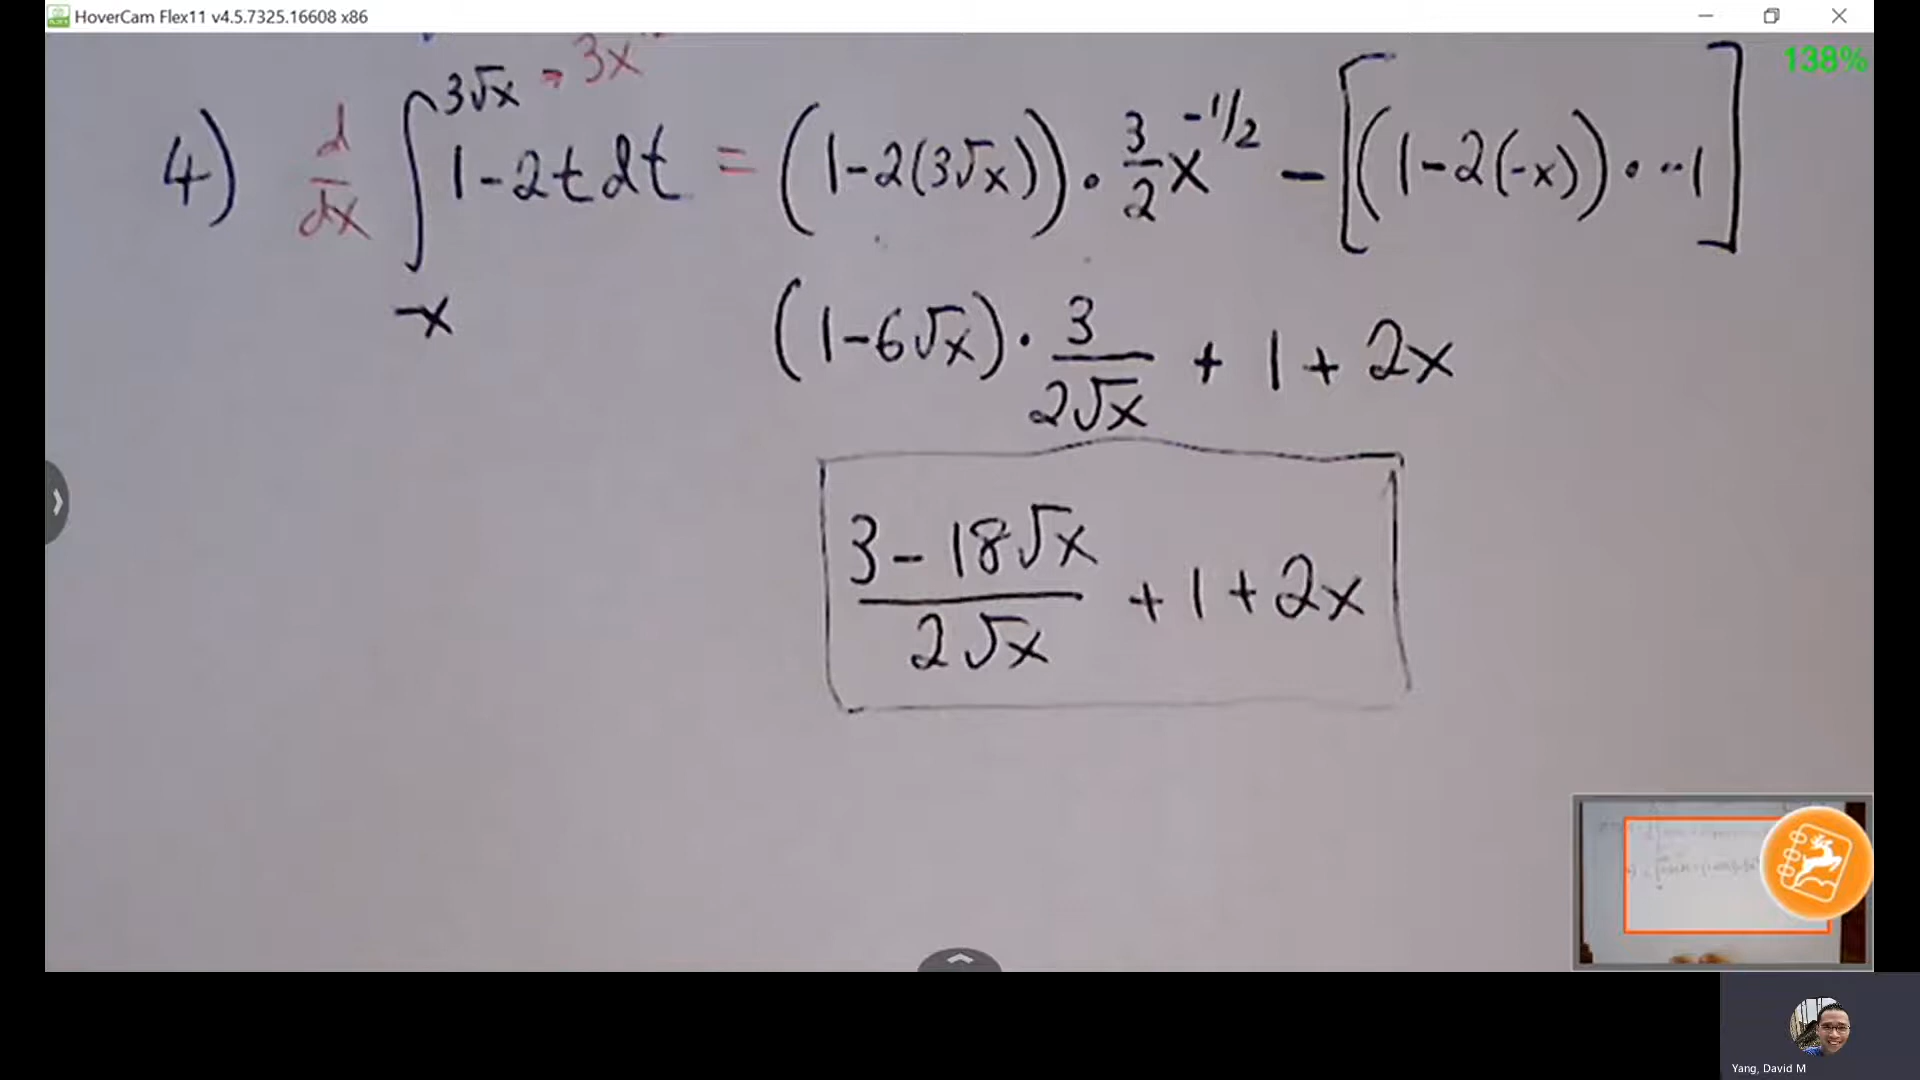 HoverCam Flex11 v4.5.7325.16608 x86
138%
3√x → 3x
4) d/dx ∫ 1-2t dt = (1-2(3√x)) · 3/2 x^-1/2 - [(1-2(-x)) · -1]
-x
(1-6√x) · 3/(2√x) + 1 + 2x
(3-18√x)/(2√x) + 1 + 2x
Yang, David M